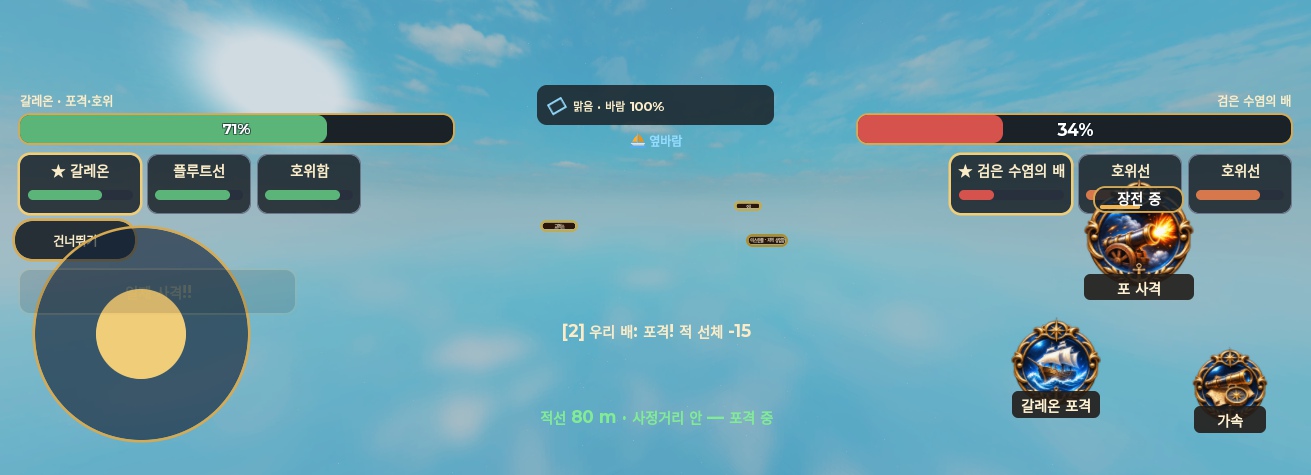 갈레온 · 포격·호위
71%
★ 갈레온
플루트선
호위함
건너뛰기
사격!!
맑음 · 바람 100%
옆바람
[2] 우리 배: 포격! 적 선체 -15
적선 80 m · 사정거리 안 — 포격 중
검은 수염의 배
34%
★ 검은 수염의 배
호위선
호위선
장전 중
포 사격
갈레온 포격
가속